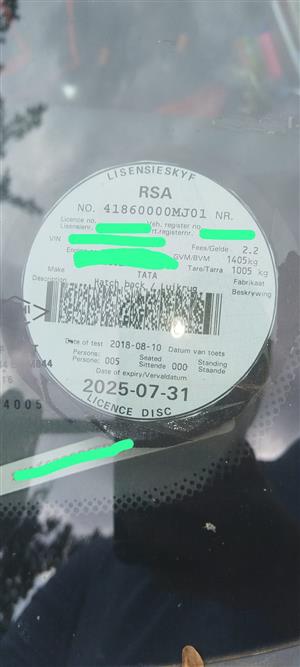 LISENSIESKYF
RSA
NO. 41860000MJ01 NR.
Licence no. Veh. register no.
Lisensienr. Vrt.registernr.
VIN Fees/Gelde 2.2
GVM/BVM 1405kg
Make TATA Tare/Tarra 1005 kg
Description Hatch back / Luikrug Fabrikaat
Beskrywing
Date of test 2018-08-10 Datum van toets
Persons: Seated Standing
Persone: 005 Sittende 000 Staande
Date of expiry/Vervaldatum
2025-07-31
LICENCE DISC
4005